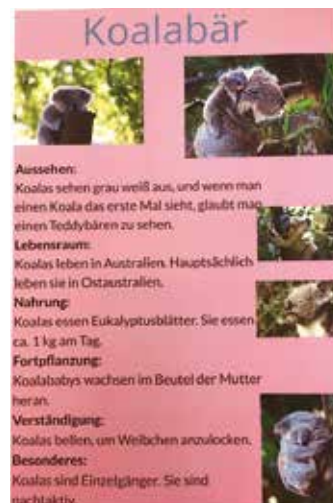 Koalabär
Aussehen:
Koalas sehen grau weiß aus, und wenn man
einen Koala das erste Mal sieht, glaubt man
einen Teddybären zu sehen.
Lebensraum:
Koalas leben in Australien. Hauptsächlich
leben sie in Ostaustralien.
Nahrung:
Koalas essen Eukalyptusblätter. Sie essen
ca. 1 kg am Tag.
Fortpflanzung:
Koalababys wachsen im Beutel der Mutter
heran.
Verständigung:
Koalas bellen, um Weibchen anzulocken.
Besonderes:
Koalas sind Einzelgänger. Sie sind
nachtaktiv.